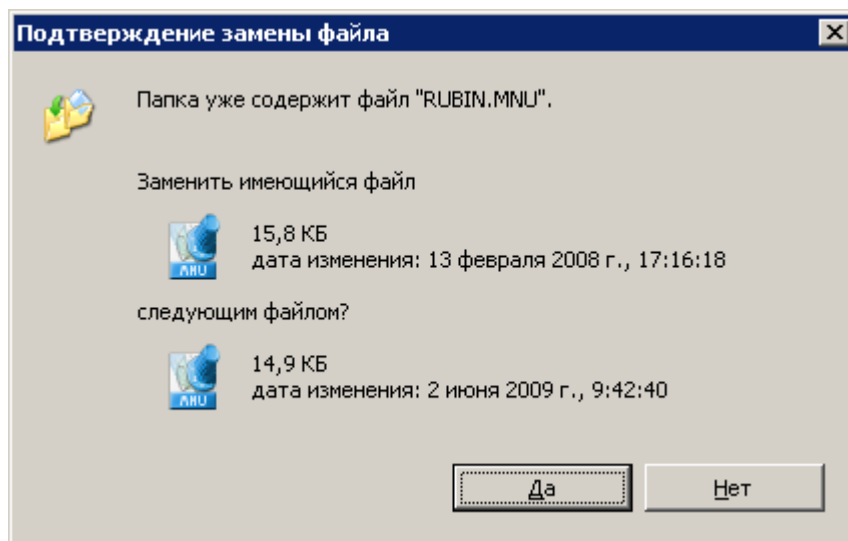 Подтверждение замены файла
Папка уже содержит файл "RUBIN.MNU".
Заменить имеющийся файл
15,8 КБ
MNU
дата изменения: 13 февраля 2008 г., 17:16:18
следующим файлом?
14,9 КБ
MNU
дата изменения: 2 июня 2009 г., 9:42:40
Да
Нет